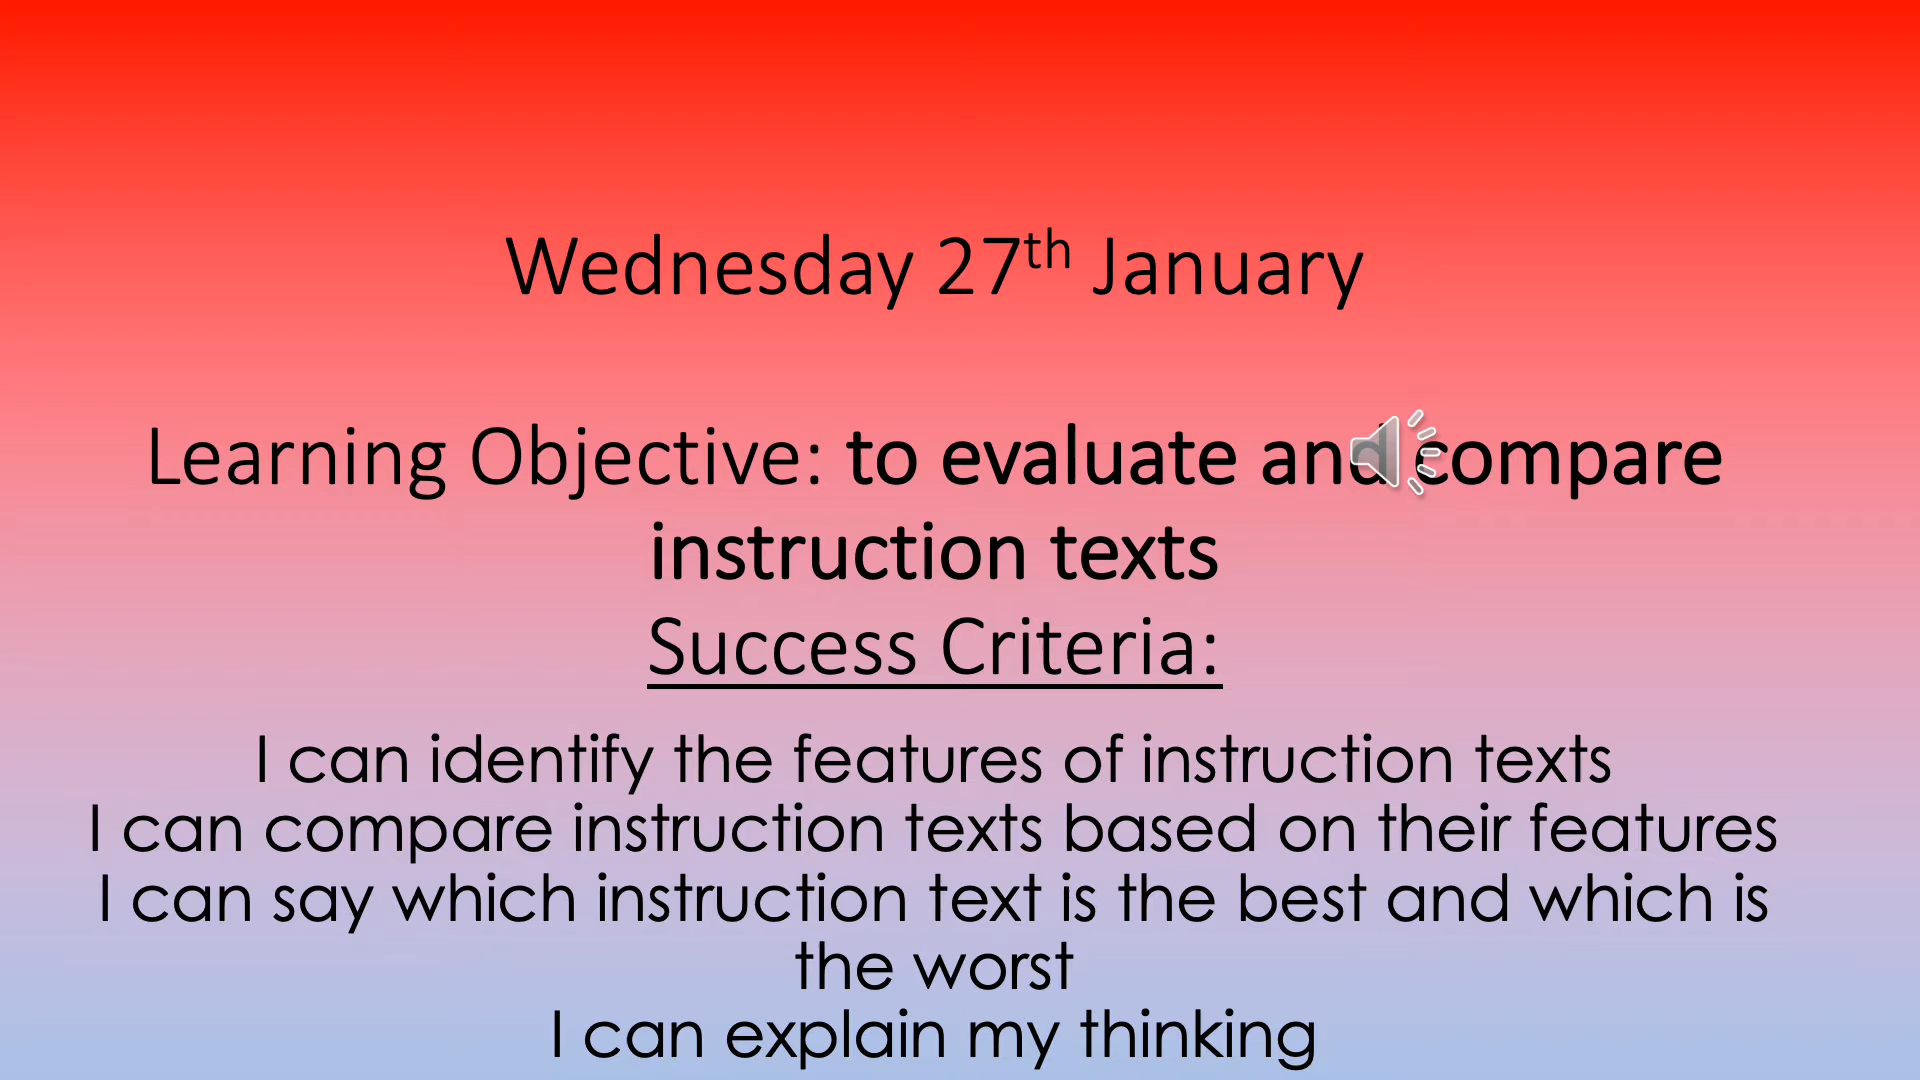 Wednesday 27th January
Learning Objective: to evaluate and compare
instruction texts
Success Criteria:
I can identify the features of instruction texts
I can compare instruction texts based on their features
I can say which instruction text is the best and which is
the worst
I can explain my thinking